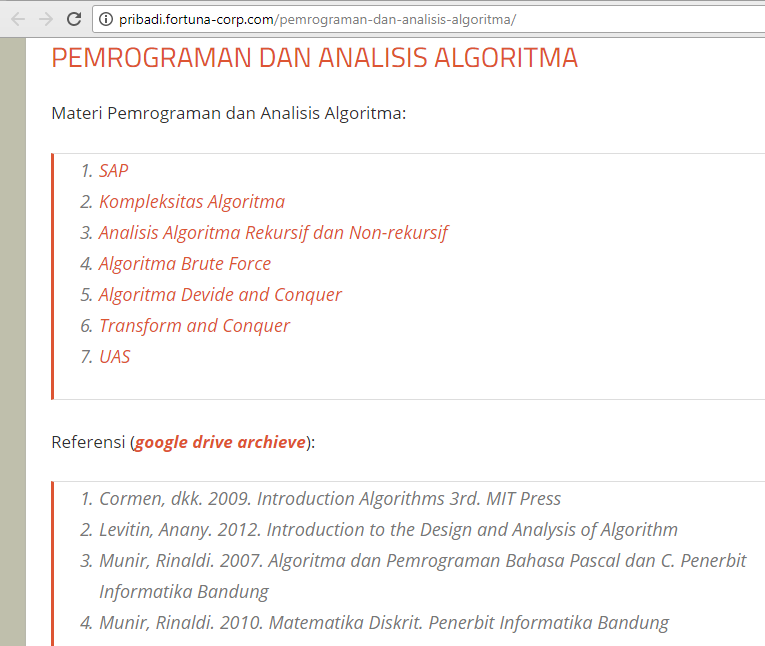 pribadi.fortuna-corp.com/pemrograman-dan-analisis-algoritma/
PEMROGRAMAN DAN ANALISIS ALGORITMA
Materi Pemrograman dan Analisis Algoritma:
1. SAP
2. Kompleksitas Algoritma
3. Analisis Algoritma Rekursif dan Non-rekursif
4. Algoritma Brute Force
5. Algoritma Devide and Conquer
6. Transform and Conquer
7. UAS
Referensi (google drive archieve):
1. Cormen, dkk. 2009. Introduction Algorithms 3rd. MIT Press
2. Levitin, Anany. 2012. Introduction to the Design and Analysis of Algorithm
3. Munir, Rinaldi. 2007. Algoritma dan Pemrograman Bahasa Pascal dan C. Penerbit
Informatika Bandung
4. Munir, Rinaldi. 2010. Matematika Diskrit. Penerbit Informatika Bandung